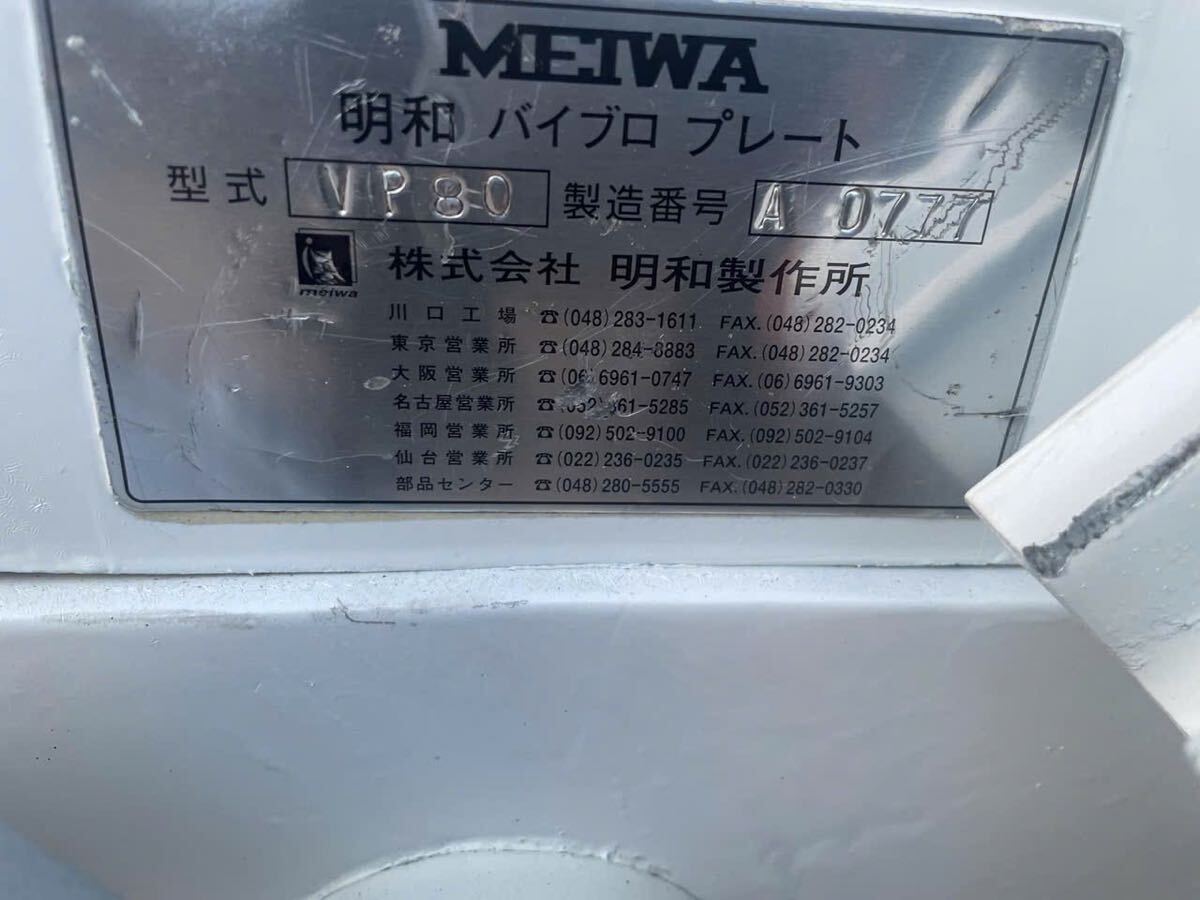 MEIWA
明和 バイブロ プレート
型式 VP80 製造番号 A 0777
meiwa 株式会社 明和製作所
川口工場 ☎(048)283-1611 FAX.(048)282-0234
東京営業所 ☎(048)284-8883 FAX.(048)282-0234
大阪営業所 ☎(06)6961-0747 FAX.(06)6961-9303
名古屋営業所 ☎(052)361-5285 FAX.(052)361-5257
福岡営業所 ☎(092)502-9100 FAX.(092)502-9104
仙台営業所 ☎(022)236-0235 FAX.(022)236-0237
部品センター ☎(048)280-5555 FAX.(048)282-0330